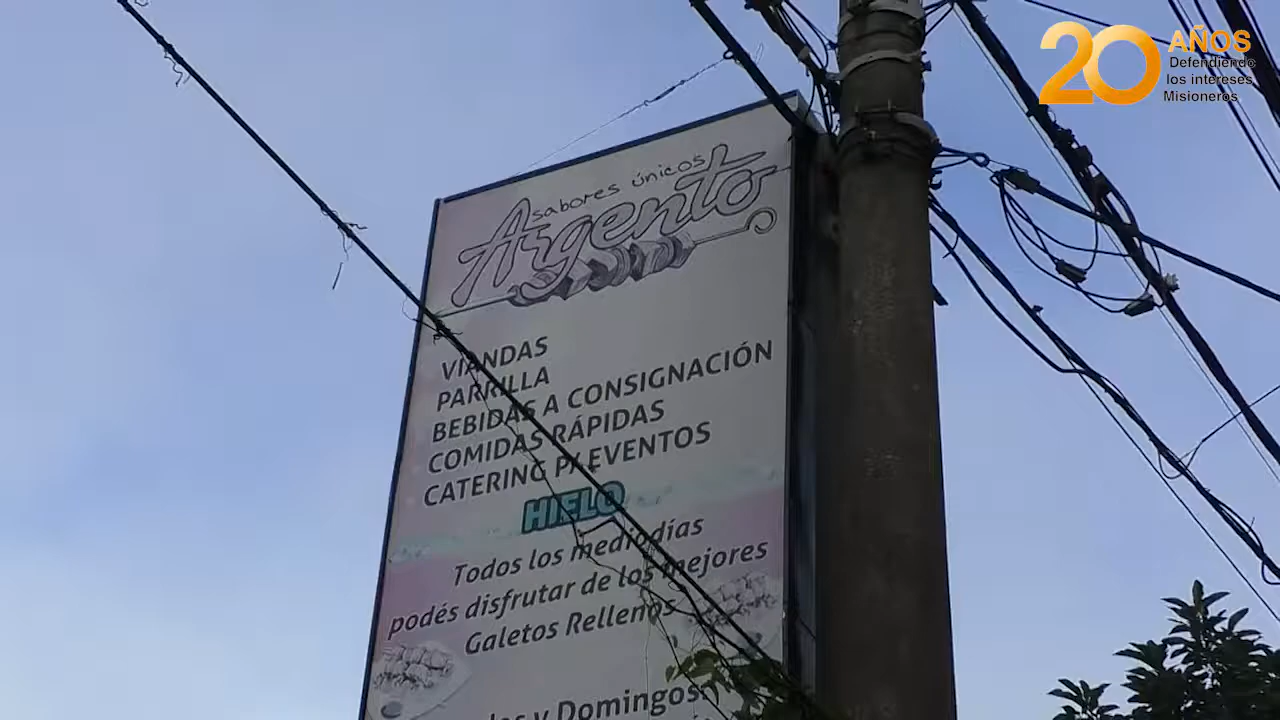 20 AÑOS
Defendiendo
los intereses
Misioneros
sabores únicos
Argento
VIANDAS
PARRILLA
BEBIDAS A CONSIGNACIÓN
COMIDAS RÁPIDAS
CATERING P/ EVENTOS
HIELO
Todos los mediodías
podés disfrutar de los mejores
Galetos Rellenos
y Domingos